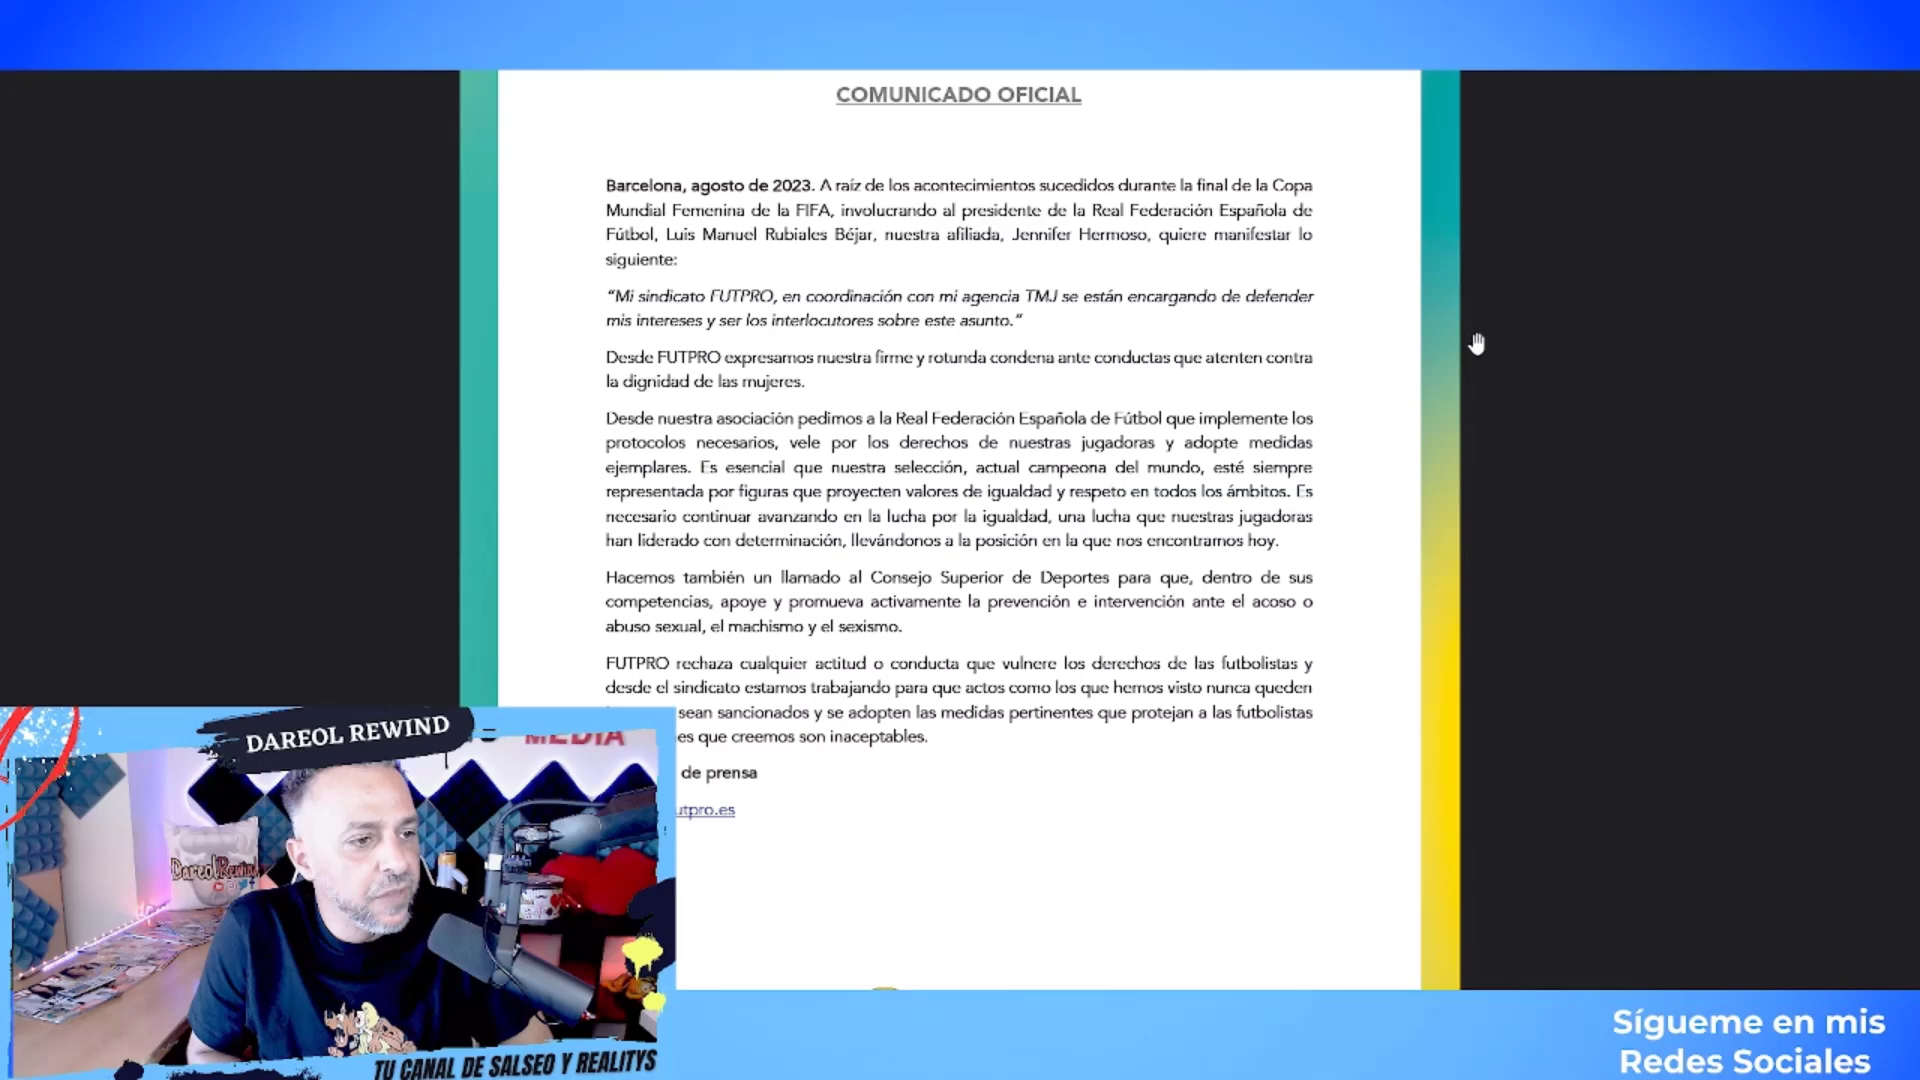 COMUNICADO OFICIAL
Barcelona, agosto de 2023. A raíz de los acontecimientos sucedidos durante la final de la Copa
Mundial Femenina de la FIFA, involucrando al presidente de la Real Federación Española de
Fútbol, Luis Manuel Rubiales Béjar, nuestra afiliada, Jennifer Hermoso, quiere manifestar lo
siguiente:
“Mi sindicato FUTPRO, en coordinación con mi agencia TMJ se están encargando de defender
mis intereses y ser los interlocutores sobre este asunto.”
Desde FUTPRO expresamos nuestra firme y rotunda condena ante conductas que atenten contra
la dignidad de las mujeres.
Desde nuestra asociación pedimos a la Real Federación Española de Fútbol que implemente los
protocolos necesarios, vele por los derechos de nuestras jugadoras y adopte medidas
ejemplares. Es esencial que nuestra selección, actual campeona del mundo, esté siempre
representada por figuras que proyecten valores de igualdad y respeto en todos los ámbitos. Es
necesario continuar avanzando en la lucha por la igualdad, una lucha que nuestras jugadoras
han liderado con determinación, llevándonos a la posición en la que nos encontramos hoy.
Hacemos también un llamado al Consejo Superior de Deportes para que, dentro de sus
competencias, apoye y promueva activamente la prevención e intervención ante el acoso o
abuso sexual, el machismo y el sexismo.
FUTPRO rechaza cualquier actitud o conducta que vulnere los derechos de las futbolistas y
desde el sindicato estamos trabajando para que actos como los que hemos visto nunca queden
sean sancionados y se adopten las medidas pertinentes que protejan a las futbolistas
es que creemos son inaceptables.
de prensa
utpro.es
DAREOL REWIND
MEDIA
DareolRewind
TU CANAL DE SALSEO Y REALITYS
Sígueme en mis
Redes Sociales